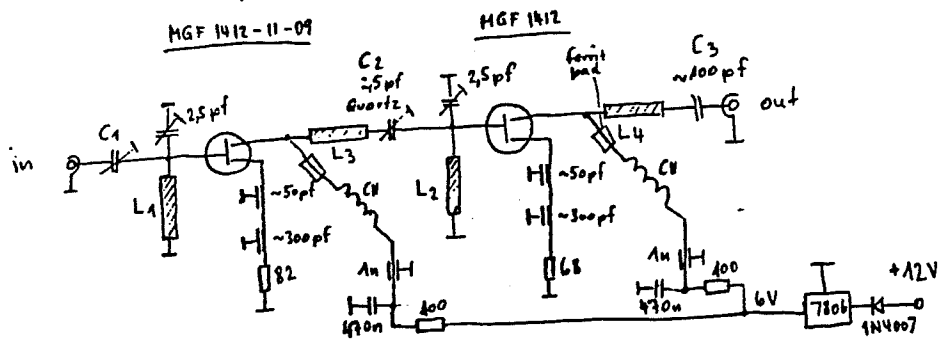 MGF 1412-11-09
MGF 1412
C2
2,5pf
Quartz
2,5pf
ferrit
pad
C3
~100pf
out
2,5pf
C1
in
L1
L3
L2
L4
CH
CH
~50pf
~300pf
82
~50pf
~300pf
68
1n
470n
100
1n
470n
100
6V
7806
+12V
1N4007